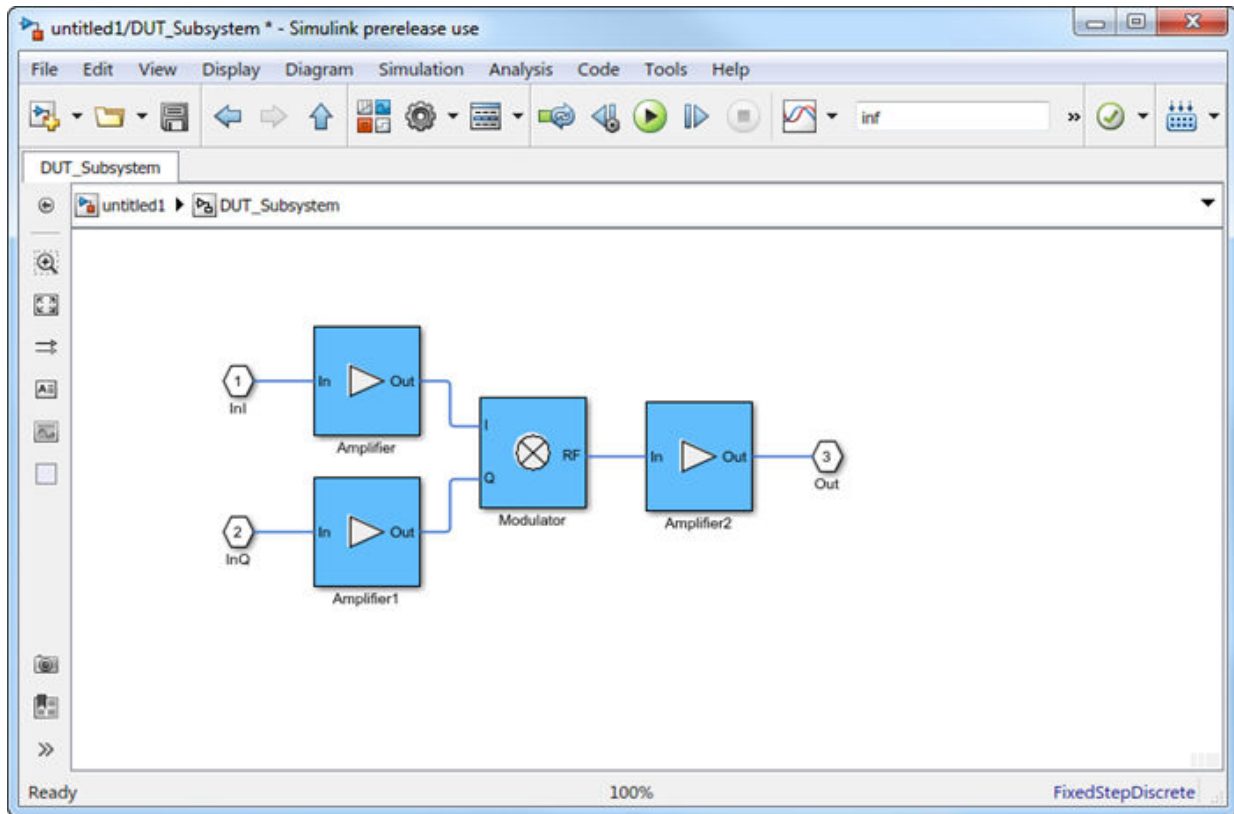 untitled1/DUT_Subsystem * - Simulink prerelease use
File Edit View Display Diagram Simulation Analysis Code Tools Help
inf
»
DUT_Subsystem
untitled1 DUT_Subsystem
In Out
1
InI
Amplifier
I
Q
RF
Modulator
In Out
Amplifier2
3
Out
In Out
2
InQ
Amplifier1
A
»
Ready 100% FixedStepDiscrete